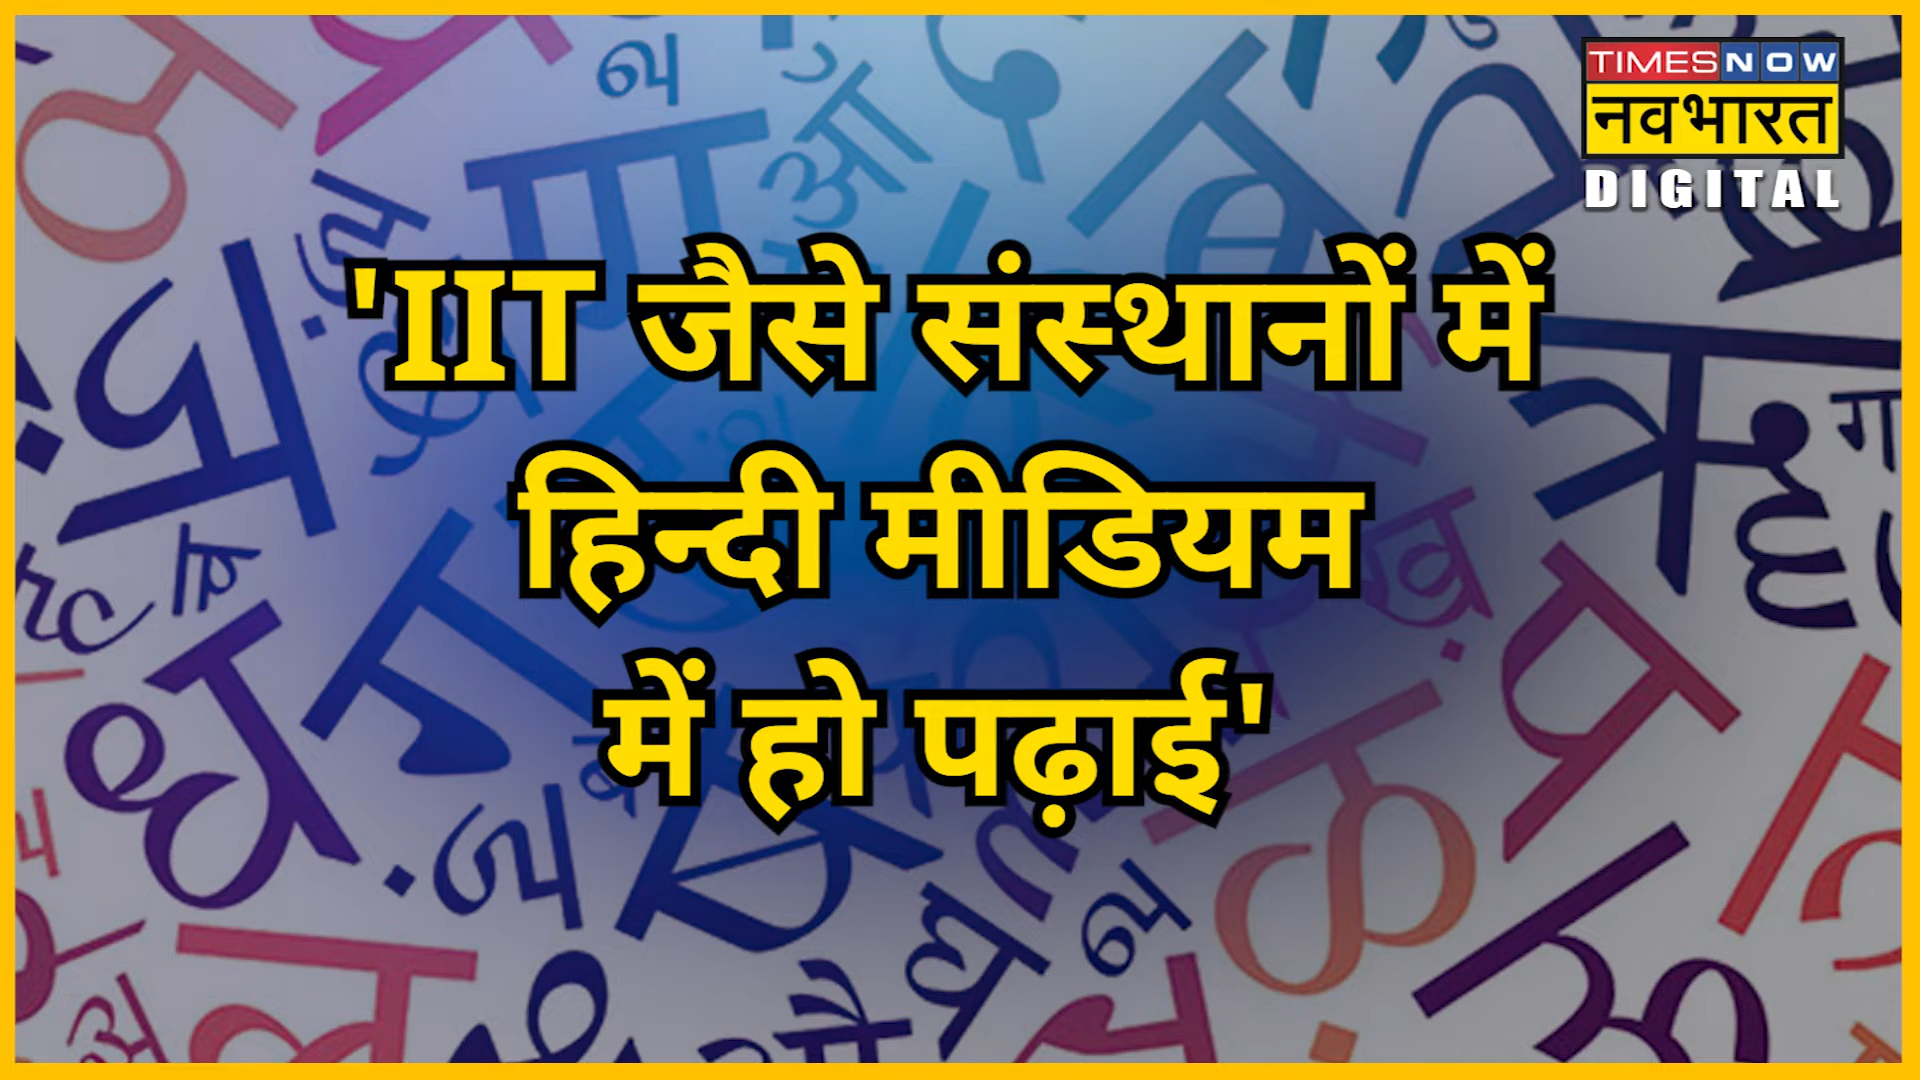 TIMES NOW
नवभारत
DIGITAL
'IIT जैसे संस्थानों में
हिन्दी मीडियम
में हो पढ़ाई'